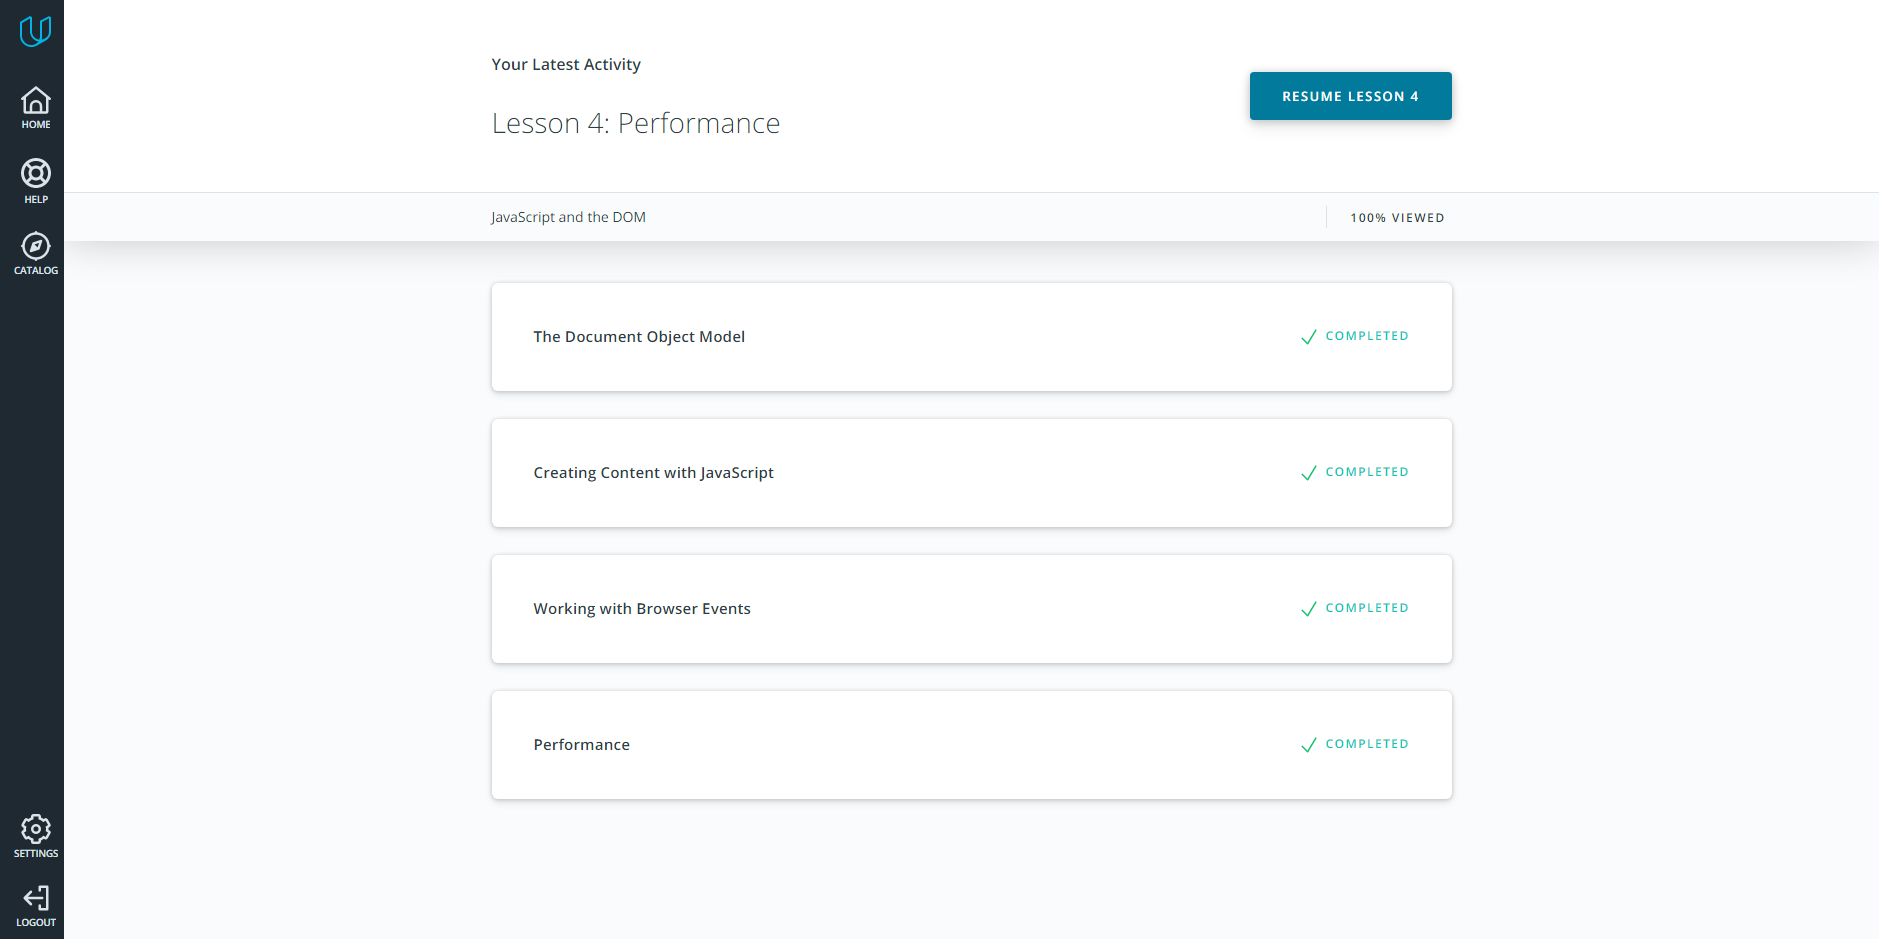 HOME
HELP
CATALOG
SETTINGS
LOGOUT
Your Latest Activity
Lesson 4: Performance
RESUME LESSON 4
JavaScript and the DOM
100% VIEWED
The Document Object Model
COMPLETED
Creating Content with JavaScript
COMPLETED
Working with Browser Events
COMPLETED
Performance
COMPLETED